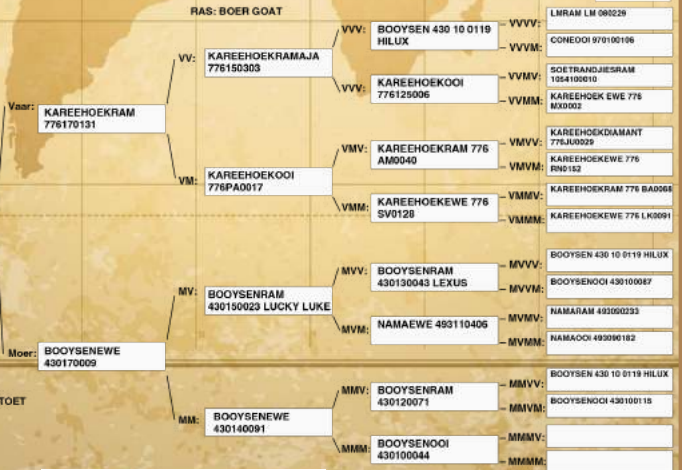 RAS: BOER GOAT
Vaar:
KAREEHOEKRAM
776170131
VV:
KAREEHOEKRAMAJA
776150303
VM:
KAREEHOEKOOI
776PA0017
VVV:
BOOYSEN 430 10 0119
HILUX
VVV:
KAREEHOEKOOI
776125006
VMV:
KAREEHOEKRAM 776
AM0040
VMM:
KAREEHOEKEWE 776
SV0128
VVVV:
LMRAM LM 080229
VVVM:
CONEOOI 970100106
VVMV:
SOETRANDJIESRAM
1054100010
VVMM:
KAREEHOEK EWE 776
MX0002
VMVV:
KAREEHOEKDIAMANT
776JU0029
VMVM:
KAREEHOEKEWE 776
RN0152
VMMV:
KAREEHOEKRAM 776 BA0068
VMMM:
KAREEHOEKEWE 776 LK0091
Moer:
BOOYSENEWE
430170009
MV:
BOOYSENRAM
430150023 LUCKY LUKE
MM:
BOOYSENEWE
430140091
MVV:
BOOYSENRAM
430130043 LEXUS
MVM:
NAMAEWE 493110406
MMV:
BOOYSENRAM
430120071
MMM:
BOOYSENOOI
430100044
MVVV:
BOOYSEN 430 10 0119 HILUX
MVVM:
BOOYSENOOI 430100087
MVMV:
NAMARAM 493090233
MVMM:
NAMAOOI 493090182
MMVV:
BOOYSEN 430 10 0119 HILUX
MMVM:
BOOYSENOOI 430100115
MMMV:
MMMM:
TOET